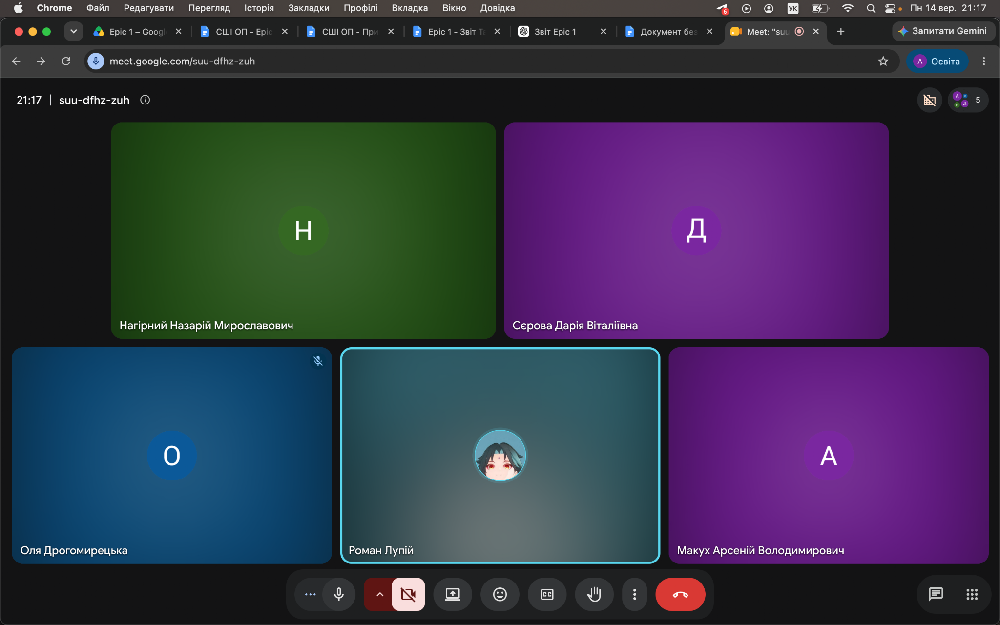 Chrome Файл Редагувати Перегляд Історія Закладки Профілі Вкладка Вікно Довідка 6 УК Пн 14 вер. 21:17
Epic 1 – Googl СШІ ОП - Epic СШІ ОП - При Epic 1 - Звіт Та Звіт Epic 1 Документ без Meet: "suu Запитати Gemini
meet.google.com/suu-dfhz-zuh А Освіта
21:17 suu-dfhz-zuh А О Н Д 5
Н
Д
Нагірний Назарій Мирославович
Сєрова Дарія Віталіївна
О
А
Оля Дрогомирецька
Роман Лупій
Макух Арсеній Володимирович
CC